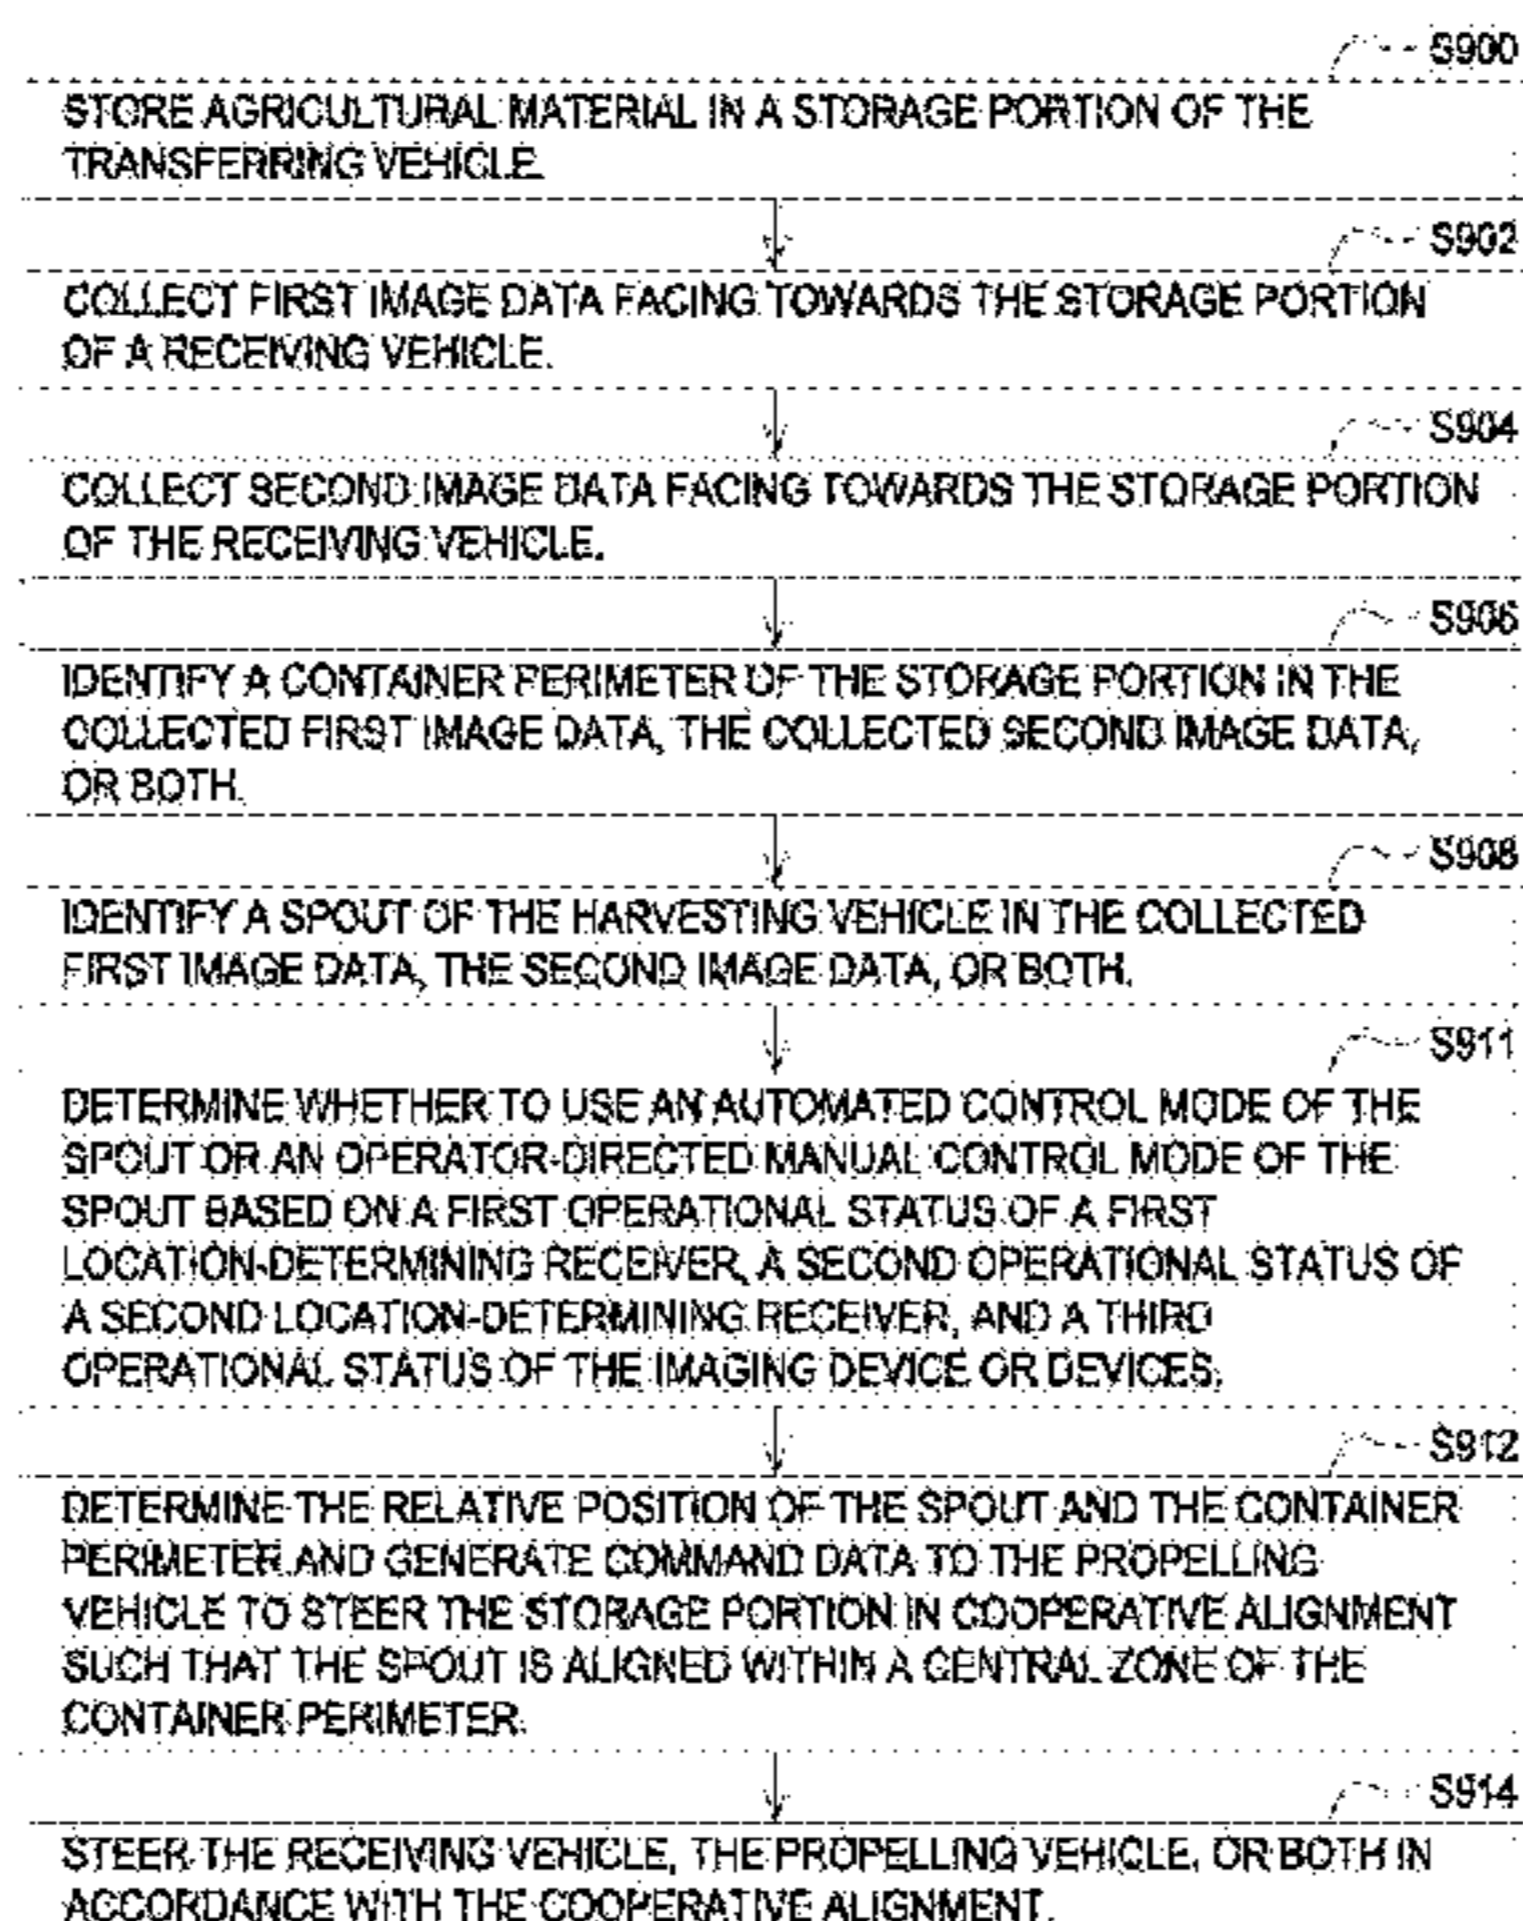 S900
STORE AGRICULTURAL MATERIAL IN A STORAGE PORTION OF THE
TRANSFERRING VEHICLE.
S902
COLLECT FIRST IMAGE DATA FACING TOWARDS THE STORAGE PORTION
OF A RECEIVING VEHICLE.
S904
COLLECT SECOND IMAGE DATA FACING TOWARDS THE STORAGE PORTION
OF THE RECEIVING VEHICLE.
S906
IDENTIFY A CONTAINER PERIMETER OF THE STORAGE PORTION IN THE
COLLECTED FIRST IMAGE DATA, THE COLLECTED SECOND IMAGE DATA,
OR BOTH.
S908
IDENTIFY A SPOUT OF THE HARVESTING VEHICLE IN THE COLLECTED
FIRST IMAGE DATA, THE SECOND IMAGE DATA, OR BOTH.
S911
DETERMINE WHETHER TO USE AN AUTOMATED CONTROL MODE OF THE
SPOUT OR AN OPERATOR-DIRECTED MANUAL CONTROL MODE OF THE
SPOUT BASED ON A FIRST OPERATIONAL STATUS OF A FIRST
LOCATION-DETERMINING RECEIVER, A SECOND OPERATIONAL STATUS OF
A SECOND LOCATION-DETERMINING RECEIVER, AND A THIRD
OPERATIONAL STATUS OF THE IMAGING DEVICE OR DEVICES.
S912
DETERMINE THE RELATIVE POSITION OF THE SPOUT AND THE CONTAINER
PERIMETER AND GENERATE COMMAND DATA TO THE PROPELLING
VEHICLE TO STEER THE STORAGE PORTION IN COOPERATIVE ALIGNMENT
SUCH THAT THE SPOUT IS ALIGNED WITHIN A CENTRAL ZONE OF THE
CONTAINER PERIMETER.
S914
STEER THE RECEIVING VEHICLE, THE PROPELLING VEHICLE, OR BOTH IN
ACCORDANCE WITH THE COOPERATIVE ALIGNMENT.